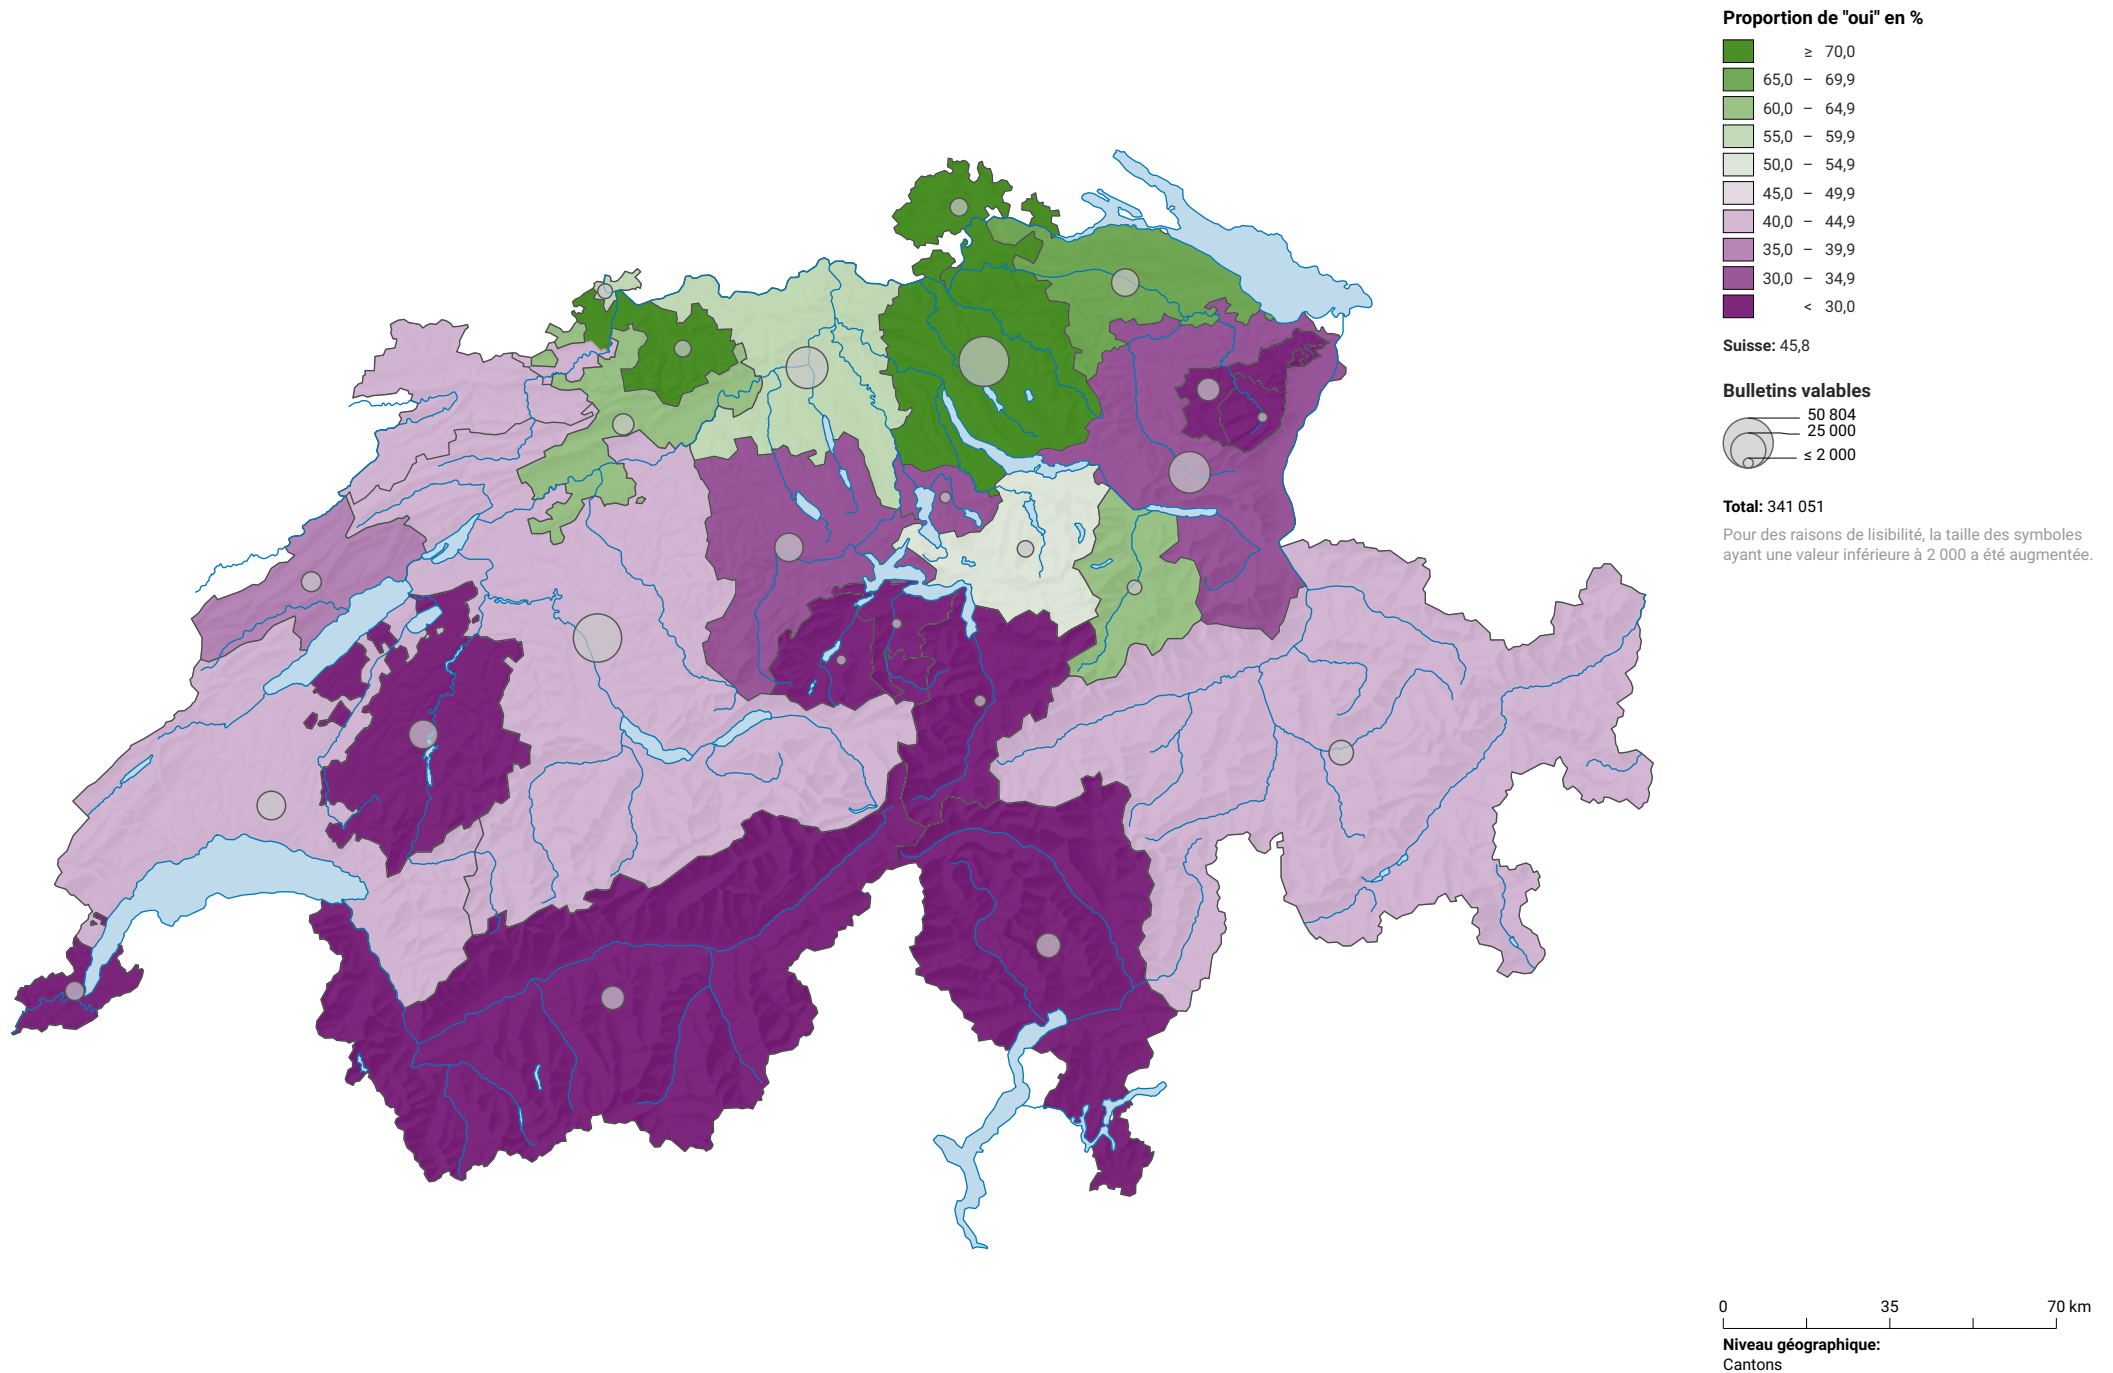 Proportion de "oui" en %
≥ 70,0
65,0 – 69,9
60,0 – 64,9
55,0 – 59,9
50,0 – 54,9
45,0 – 49,9
40,0 – 44,9
35,0 – 39,9
30,0 – 34,9
< 30,0
Suisse: 45,8
Bulletins valables
50 804
25 000
≤ 2 000
Total: 341 051
Pour des raisons de lisibilité, la taille des symboles
ayant une valeur inférieure à 2 000 a été augmentée.
0 35 70 km
Niveau géographique:
Cantons